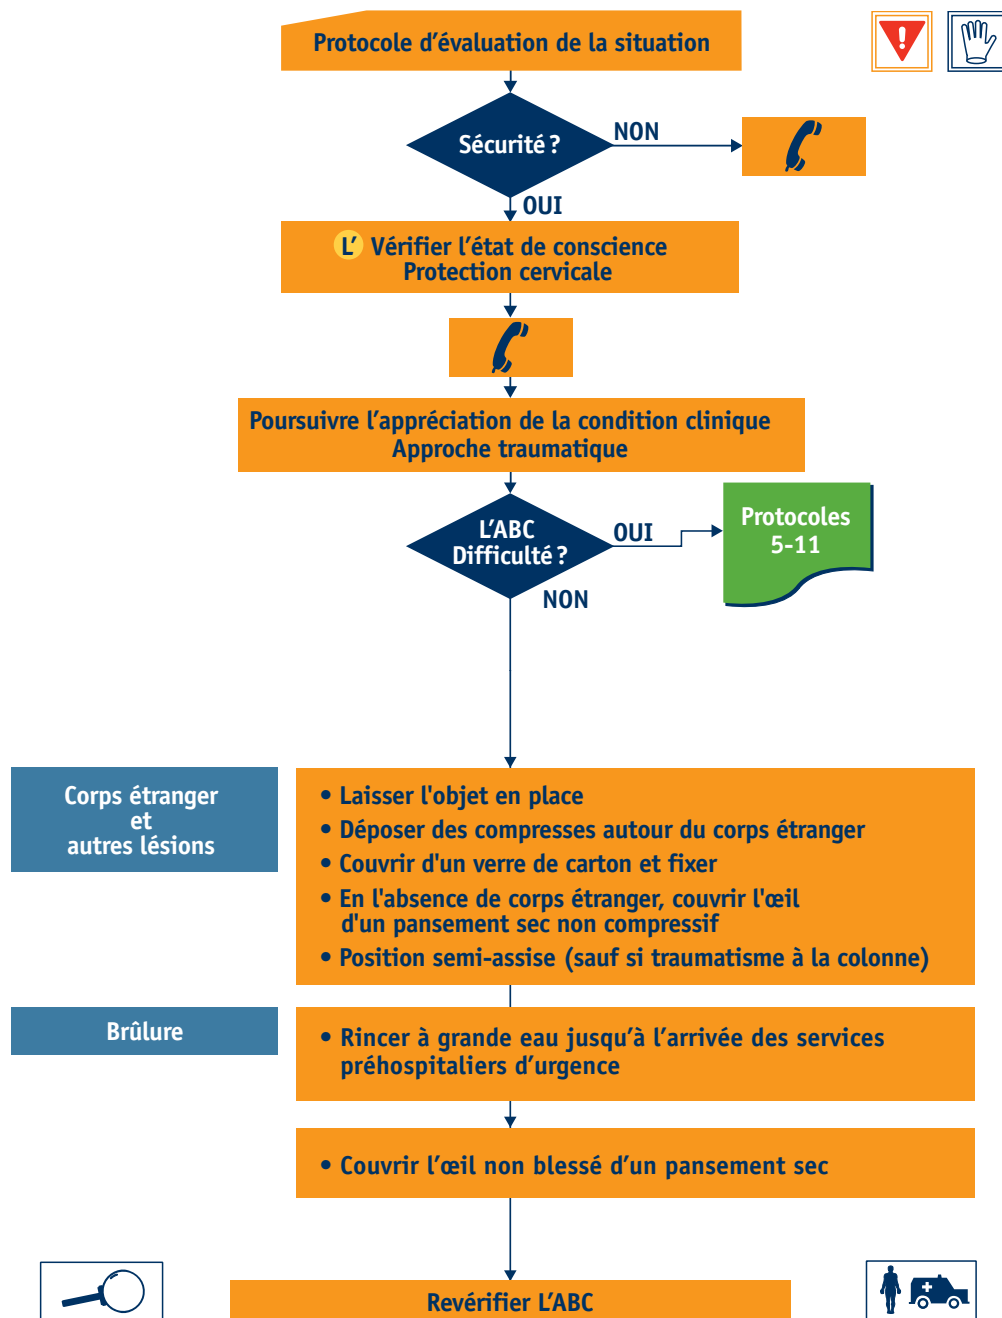 Protocole d’évaluation de la situation
Sécurité ?
NON
OUI
L’ Vérifier l’état de conscience
Protection cervicale
Poursuivre l’appréciation de la condition clinique
Approche traumatique
L’ABC
Difficulté ?
OUI
Protocoles
5-11
NON
Corps étranger
et
autres lésions
• Laisser l'objet en place
• Déposer des compresses autour du corps étranger
• Couvrir d'un verre de carton et fixer
• En l'absence de corps étranger, couvrir l'œil
d'un pansement sec non compressif
• Position semi-assise (sauf si traumatisme à la colonne)
Brûlure
• Rincer à grande eau jusqu’à l’arrivée des services
préhospitaliers d’urgence
• Couvrir l’œil non blessé d’un pansement sec
Revérifier L’ABC